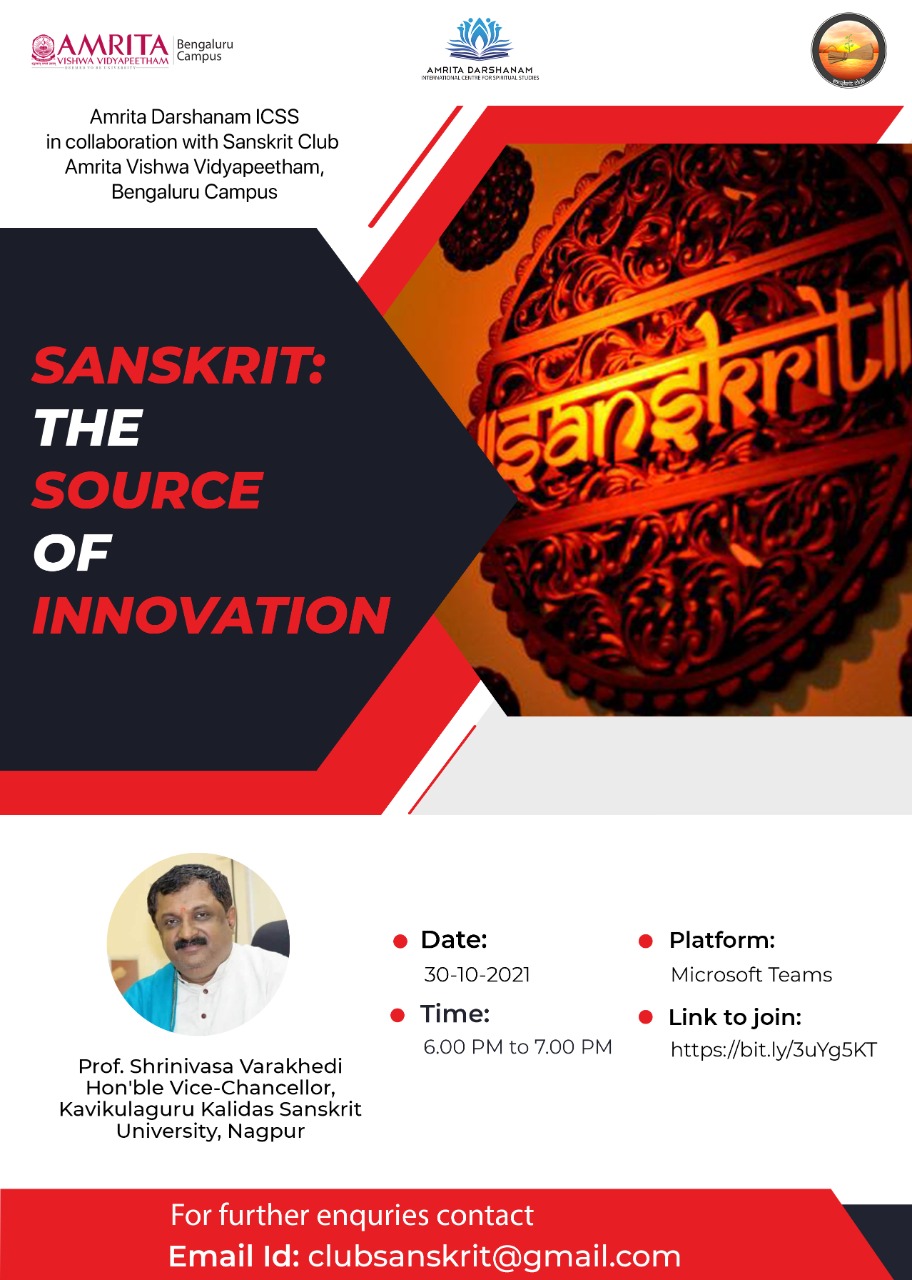 AMRITA
VISHWA VIDYAPEETHAM
Bengaluru
Campus
AMRITA DARSHANAM
INTERNATIONAL CENTRE FOR SPIRITUAL STUDIES
Amrita Darshanam ICSS
in collaboration with Sanskrit Club
Amrita Vishwa Vidyapeetham,
Bengaluru Campus
SANSKRIT:
THE
SOURCE
OF
INNOVATION
||sanskrit||
Prof. Shrinivasa Varakhedi
Hon'ble Vice-Chancellor,
Kavikulaguru Kalidas Sanskrit
University, Nagpur
Date:
30-10-2021
Time:
6.00 PM to 7.00 PM
Platform:
Microsoft Teams
Link to join:
https://bit.ly/3uYg5KT
For further enquries contact
Email Id: clubsanskrit@gmail.com